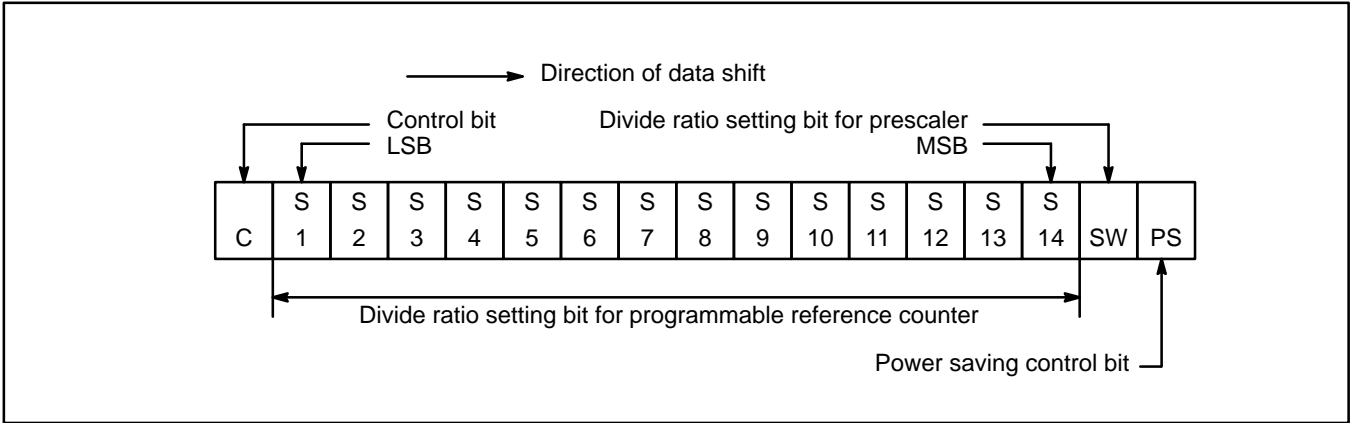 Direction of data shift
Control bit
Divide ratio setting bit for prescaler
LSB
MSB
S S S S S S S S S S S S S S
C 1 2 3 4 5 6 7 8 9 10 11 12 13 14 SW PS
Divide ratio setting bit for programmable reference counter
Power saving control bit